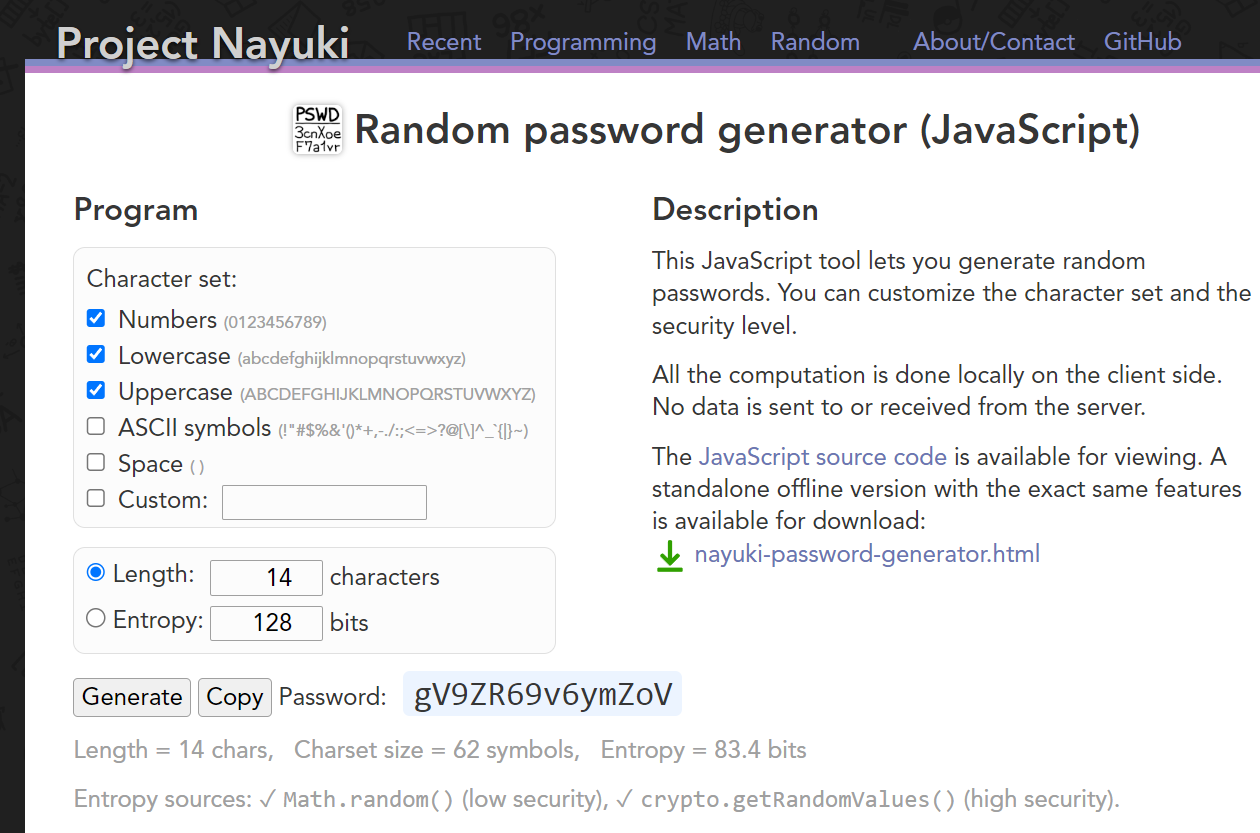 Project Nayuki Recent Programming Math Random About/Contact GitHub
PSWD
3cnXoe
F7a1vr
Random password generator (JavaScript)
Program
Character set:
Numbers (0123456789)
Lowercase (abcdefghijklmnopqrstuvwxyz)
Uppercase (ABCDEFGHIJKLMNOPQRSTUVWXYZ)
ASCII symbols (!"#$%&'()*+,-./:;<=>?@[\]^_`{|}~)
Space ( )
Custom:
Length: 14 characters
Entropy: 128 bits
Generate Copy Password: gV9ZR69v6ymZoV
Length = 14 chars, Charset size = 62 symbols, Entropy = 83.4 bits
Entropy sources: ✓ Math.random() (low security), ✓ crypto.getRandomValues() (high security).
Description
This JavaScript tool lets you generate random
passwords. You can customize the character set and the
security level.
All the computation is done locally on the client side.
No data is sent to or received from the server.
The JavaScript source code is available for viewing. A
standalone offline version with the exact same features
is available for download:
nayuki-password-generator.html